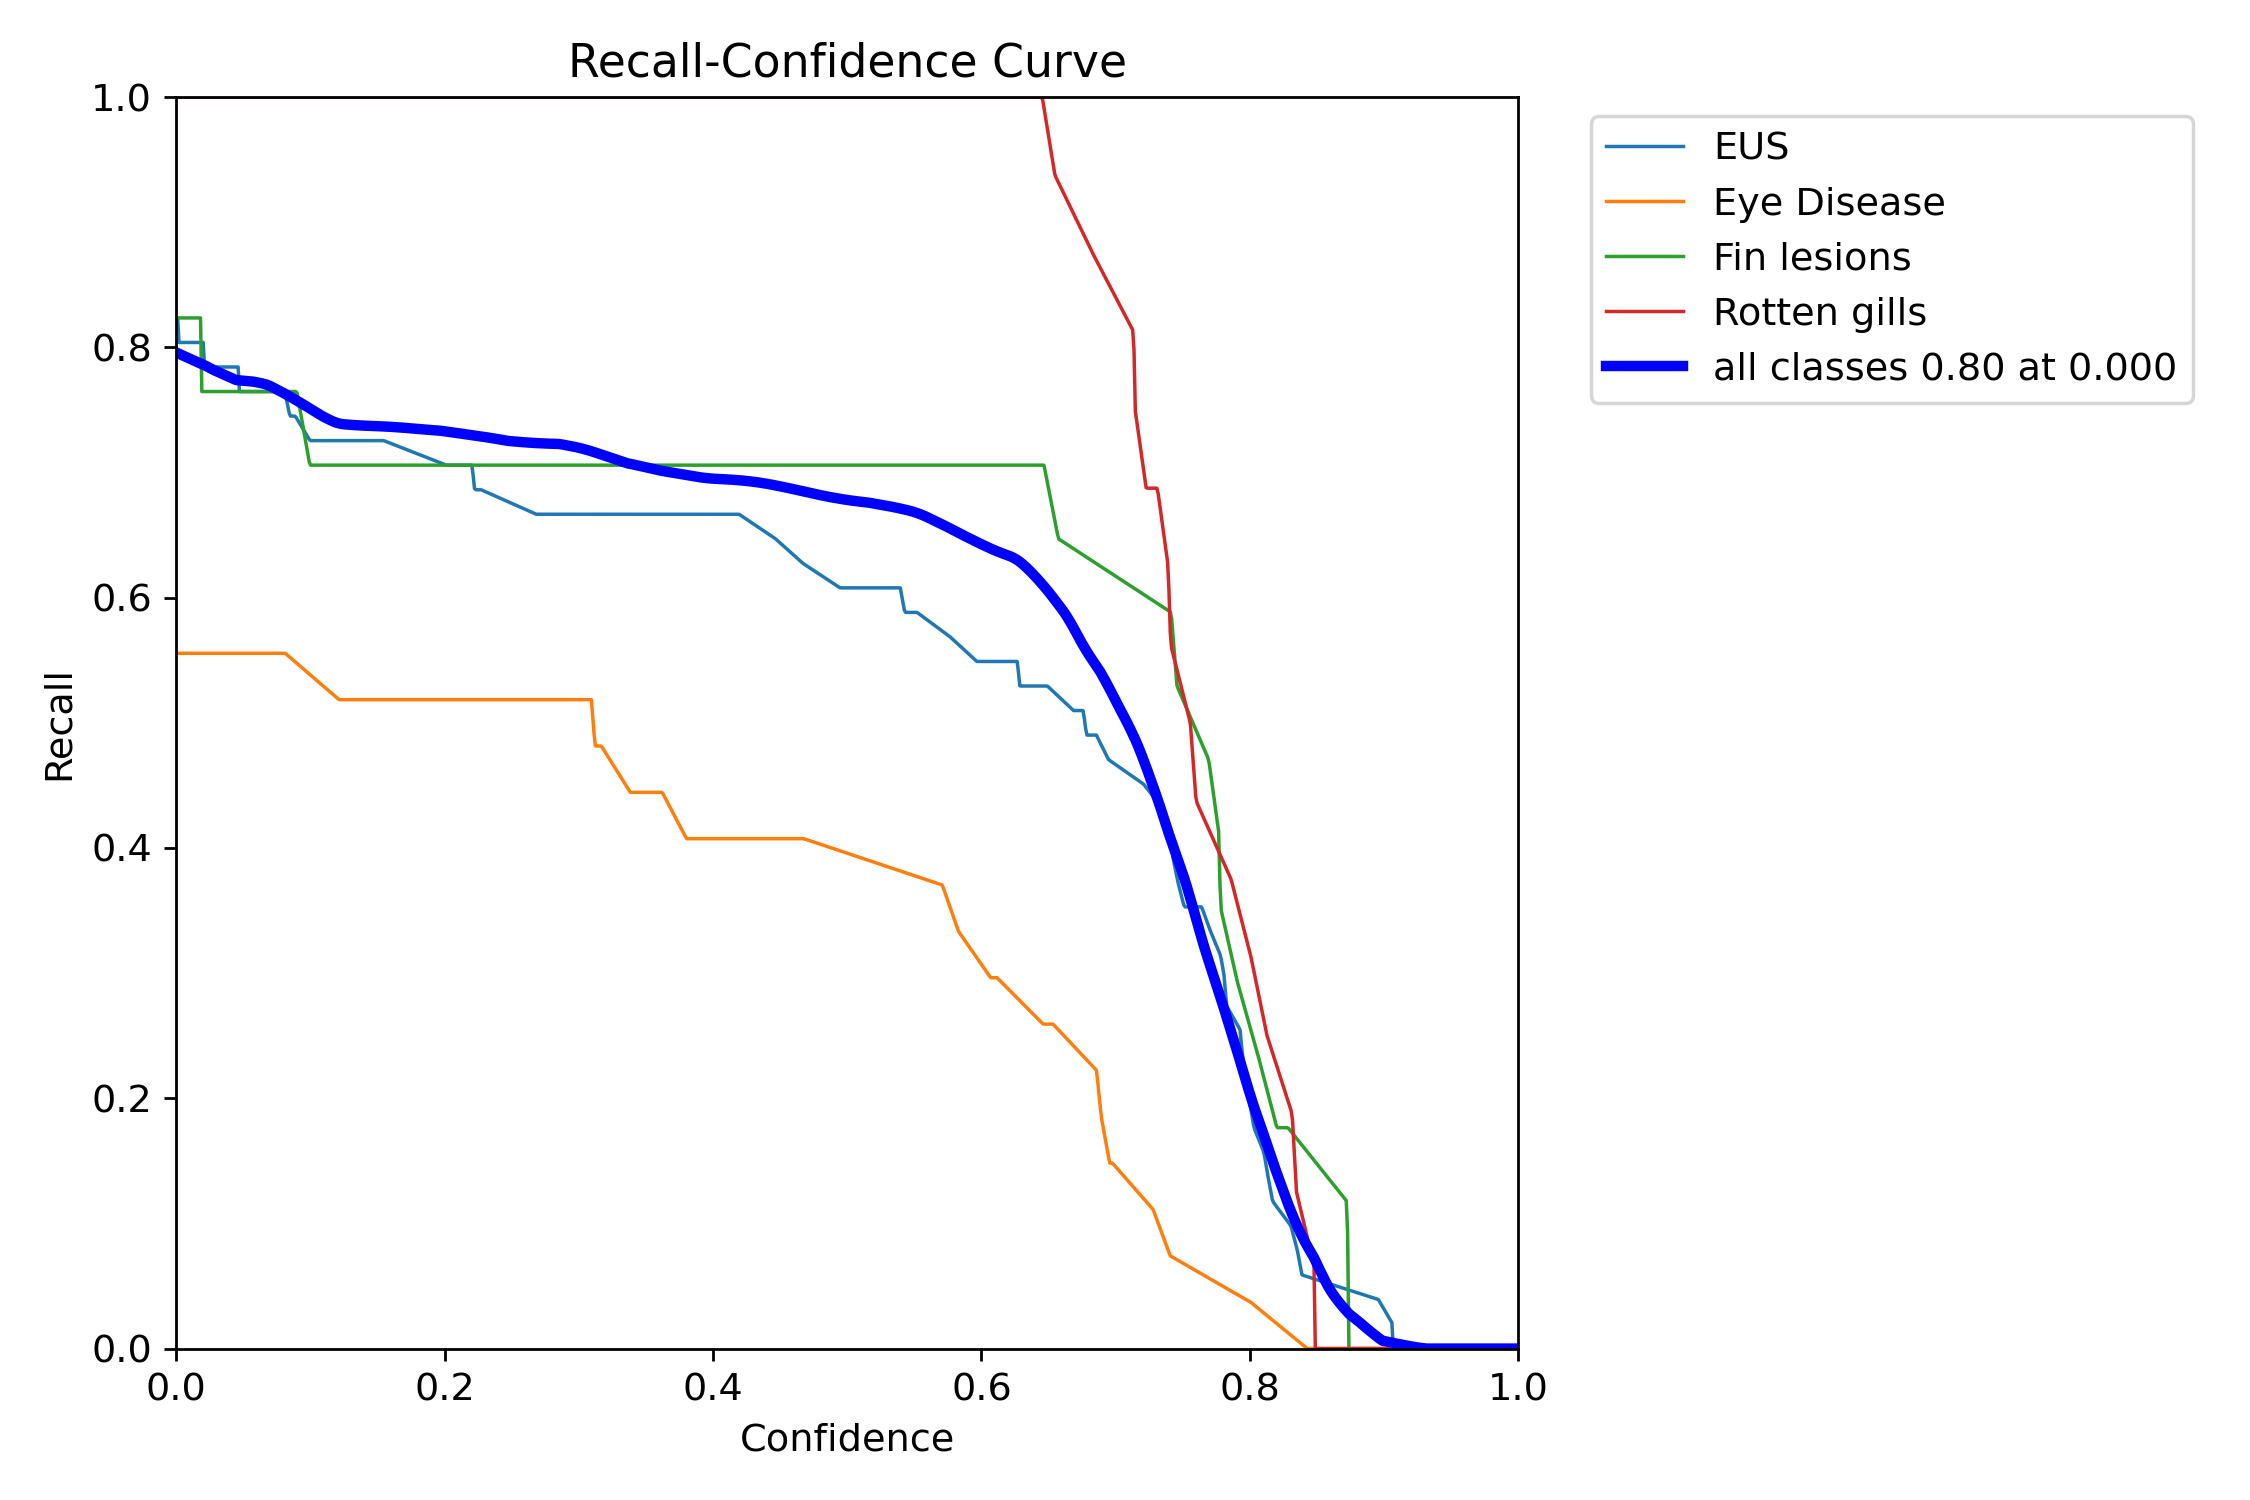 Recall-Confidence Curve
1.0
0.8
0.6
0.4
0.2
0.0
Recall
0.0 0.2 0.4 0.6 0.8 1.0
Confidence
EUS
Eye Disease
Fin lesions
Rotten gills
all classes 0.80 at 0.000